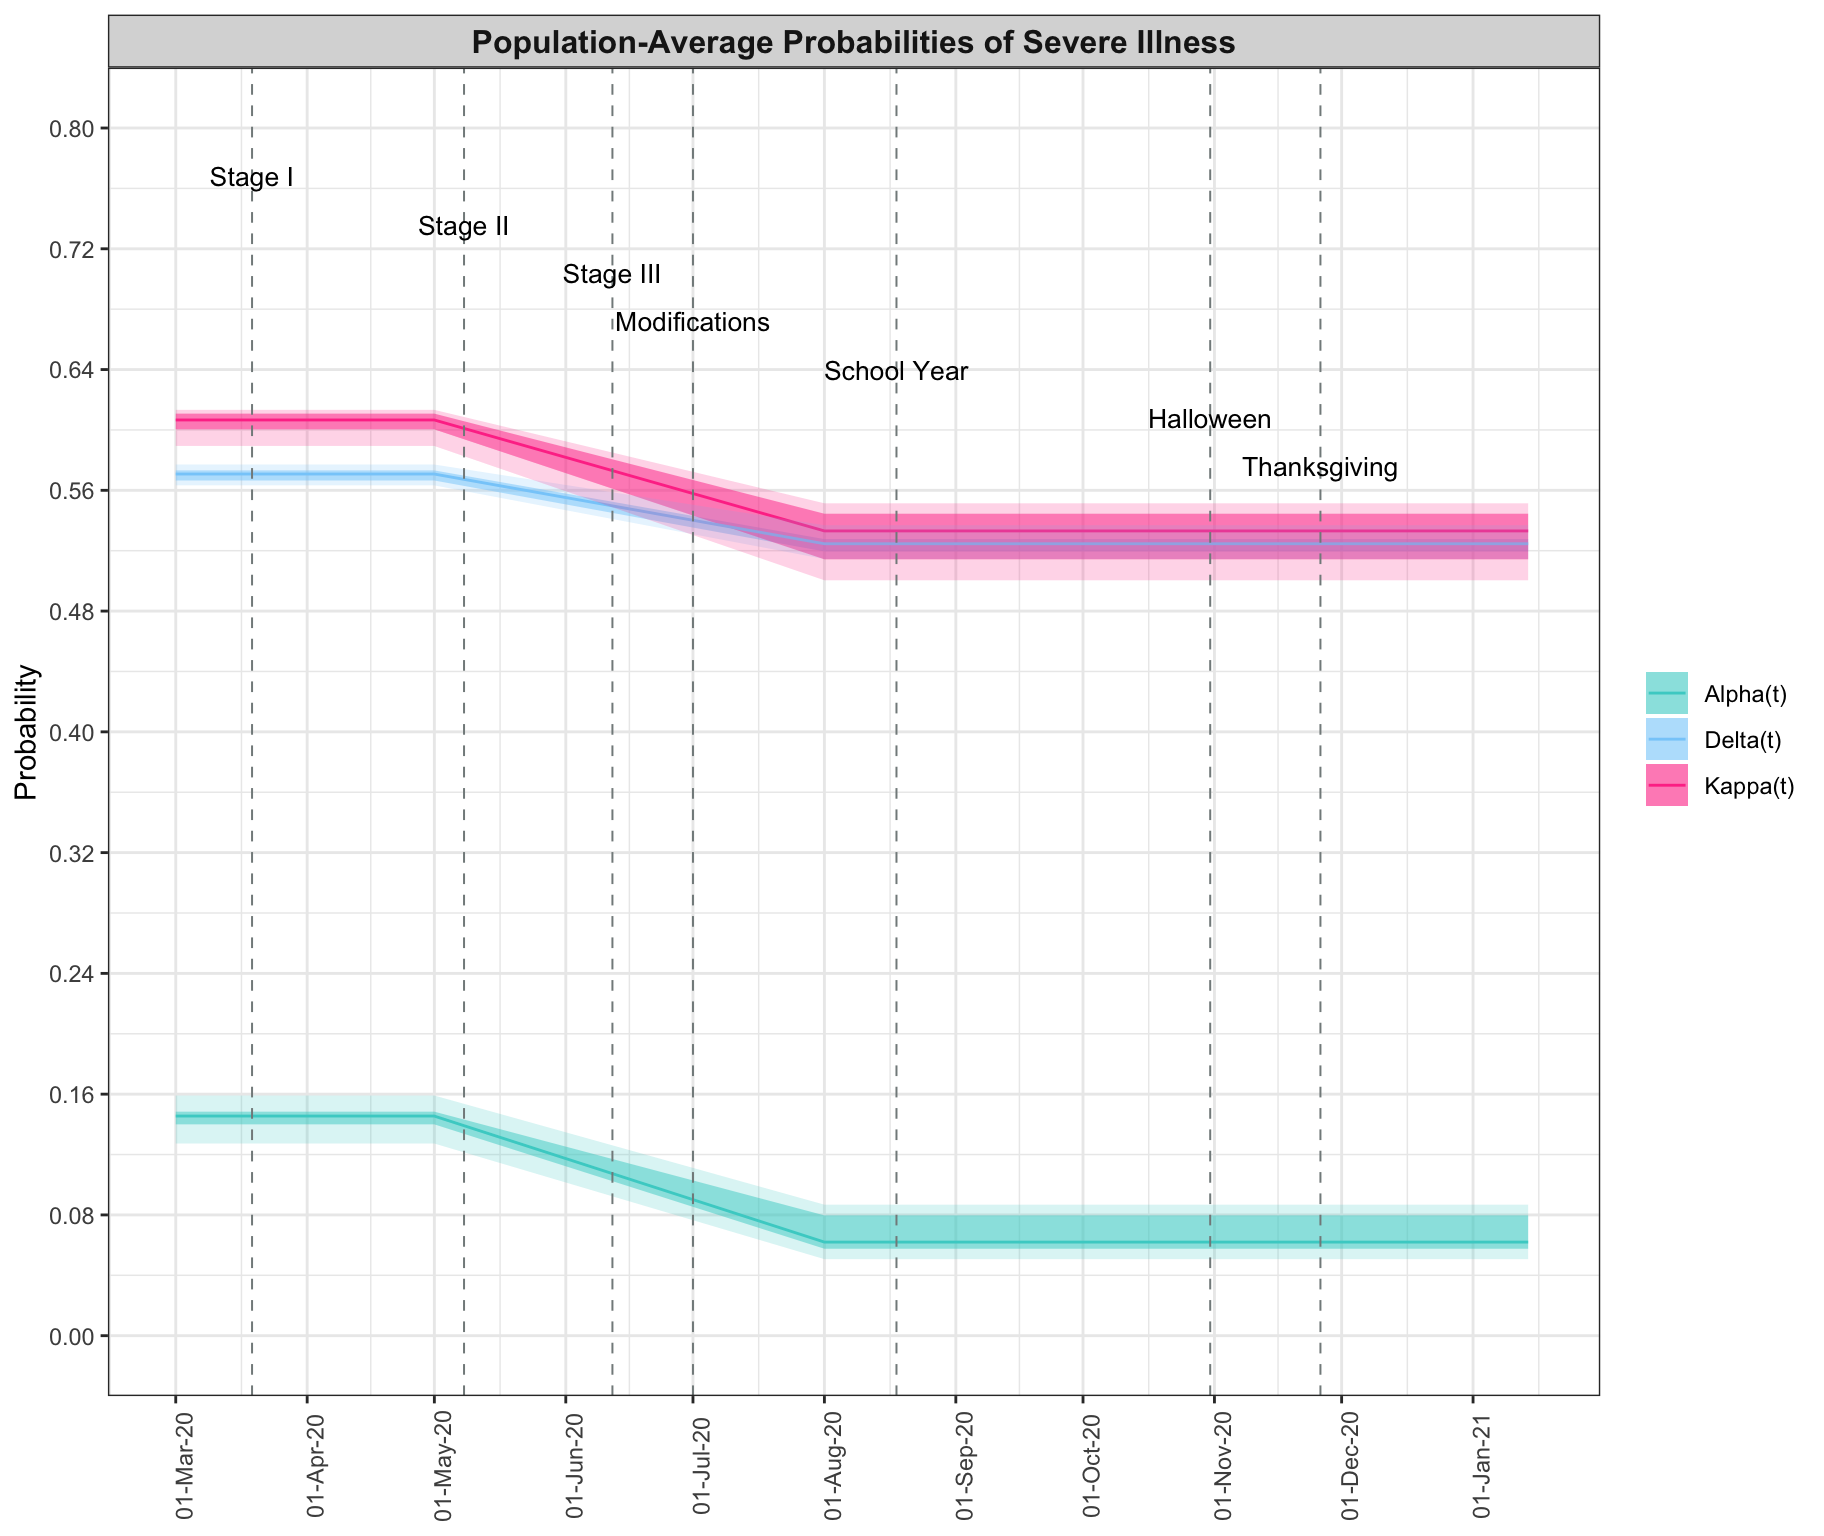 Population-Average Probabilities of Severe Illness
0.80
Stage I
Stage II
0.72
Stage III
Modifications
0.64
School Year
Halloween
Thanksgiving
0.56
0.48
Probability
0.40
0.32
0.24
0.16
0.08
0.00
Alpha(t)
Delta(t)
Kappa(t)
01-Mar-20
01-Apr-20
01-May-20
01-Jun-20
01-Jul-20
01-Aug-20
01-Sep-20
01-Oct-20
01-Nov-20
01-Dec-20
01-Jan-21